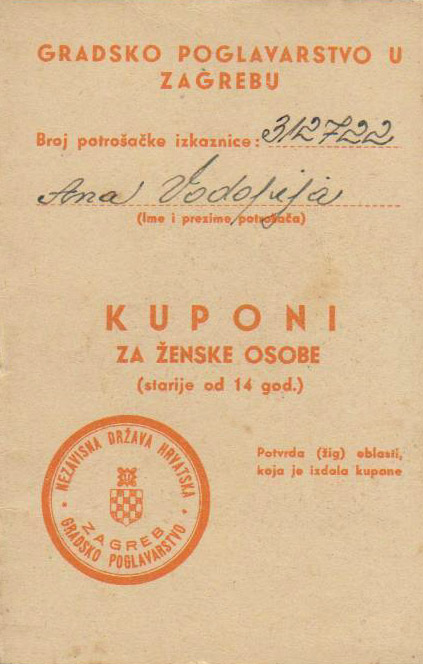 GRADSKO POGLAVARSTVO U
ZAGREBU
Broj potrošačke izkaznice: 312722
Ana Vodopija
(Ime i prezime potrošača)
KUPONI
ZA ŽENSKE OSOBE
(starije od 14 god.)
NEZAVISNA DRŽAVA HRVATSKA
ZAGREB
GRADSKO POGLAVARSTVO
Potvrda (žig) oblasti,
koja je izdala kupone